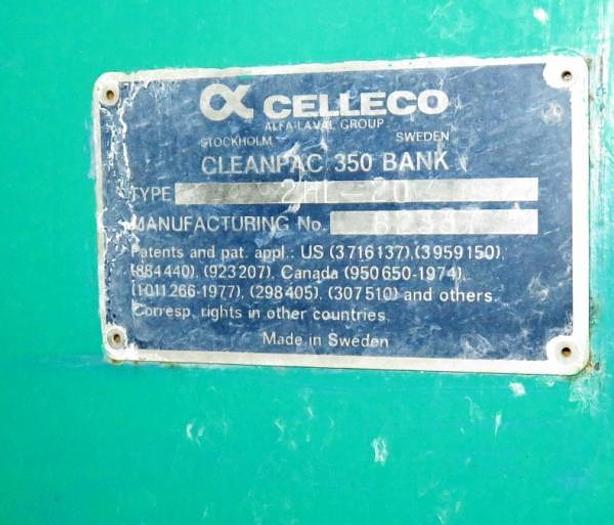 α CELLECO
ALFA-LAVAL GROUP
STOCKHOLM SWEDEN
CLEANPAC 350 BANK
TYPE 2HL-20
MANUFACTURING No.
Patents and pat. appl.: US (3716137),(3959150),
(884440), (923207), Canada (950650-1974),
(1011266-1977), (298405), (307510) and others.
Corresp. rights in other countries.
Made in Sweden